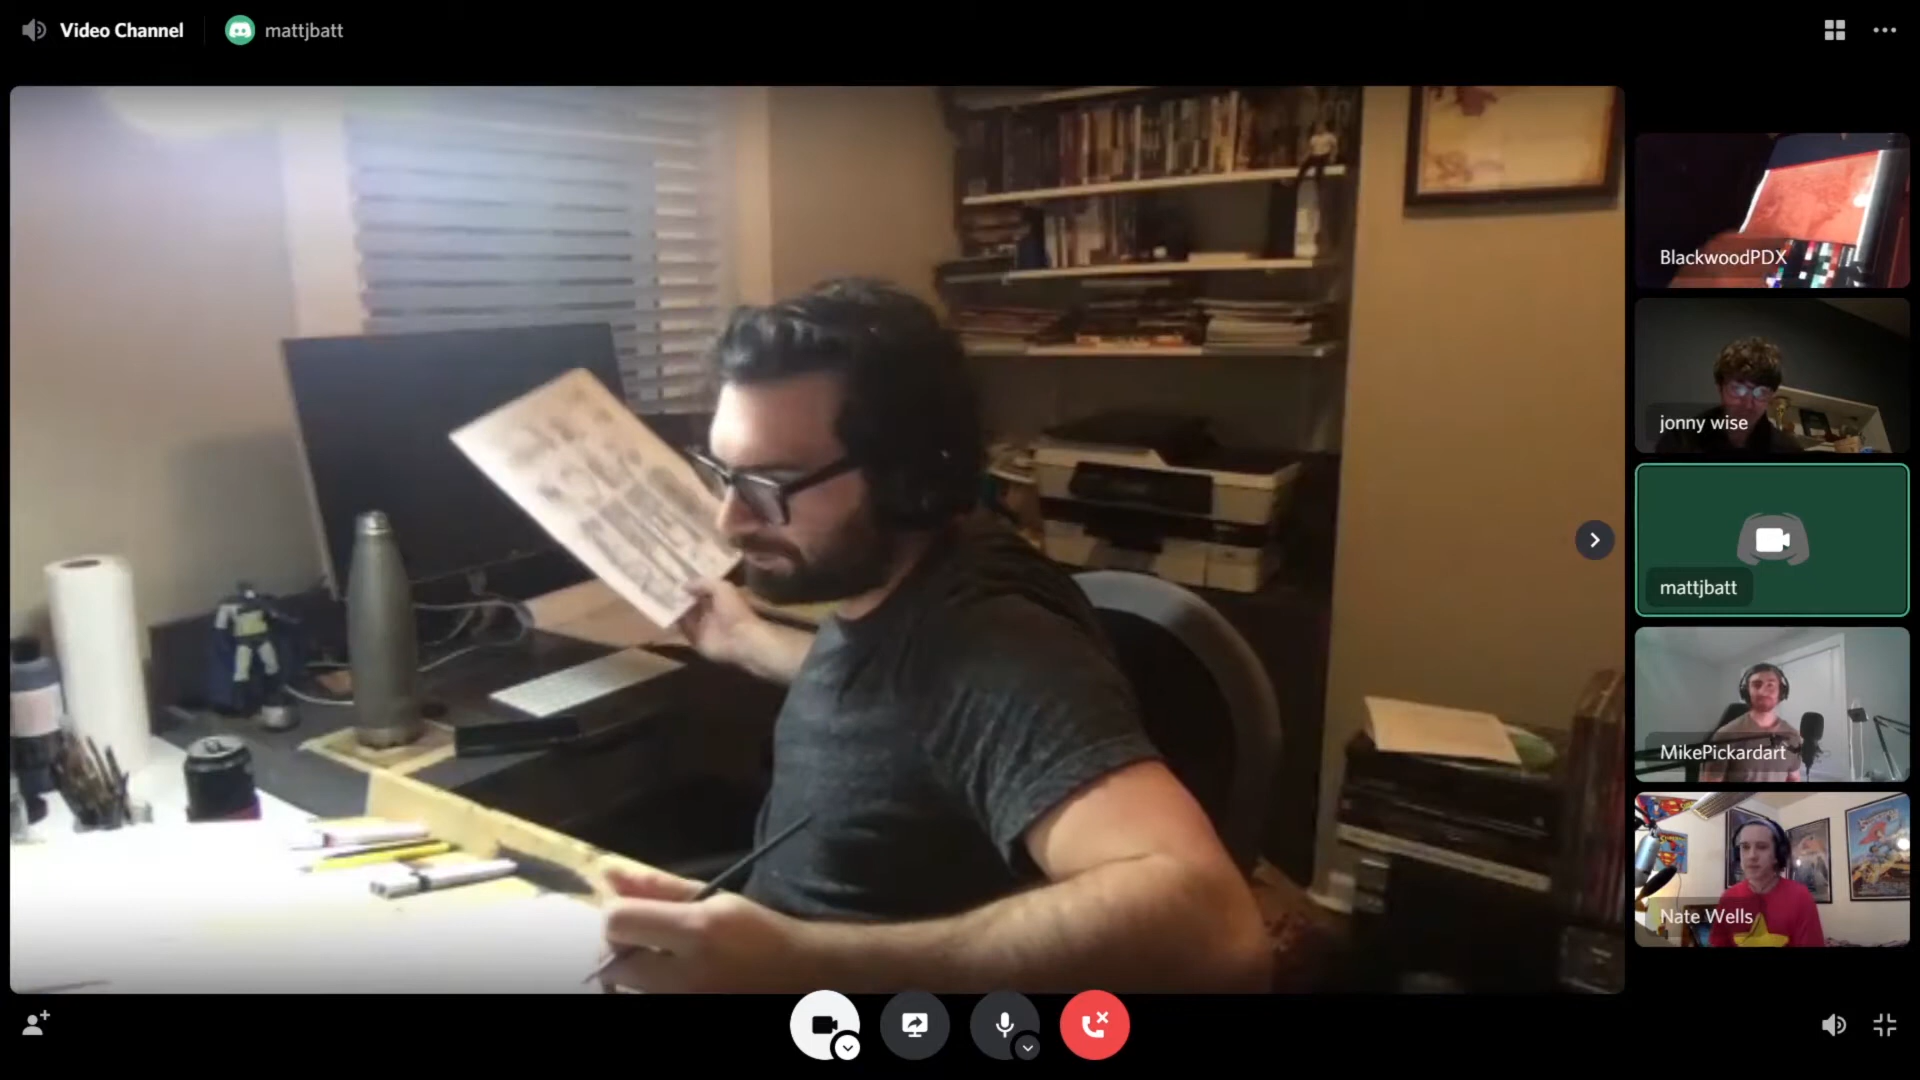 Video Channel
mattjbatt
BlackwoodPDX
jonny wise
mattjbatt
MikePickardart
Nate Wells